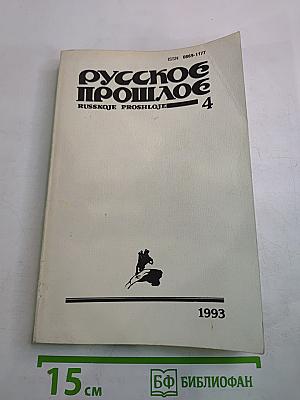 ISSN 0869-1177
РУССКОЕ
ПРОШЛОЕ
RUSSKOJE PROSHLOJE 4
1993
15 см
БФ БИБЛИОФАН